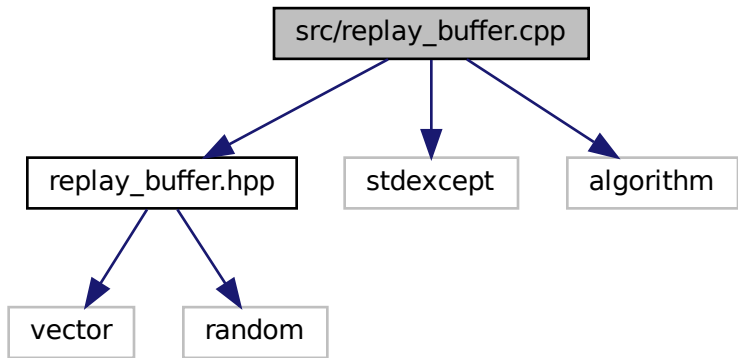 src/replay_buffer.cpp
replay_buffer.hpp
stdexcept
algorithm
vector
random